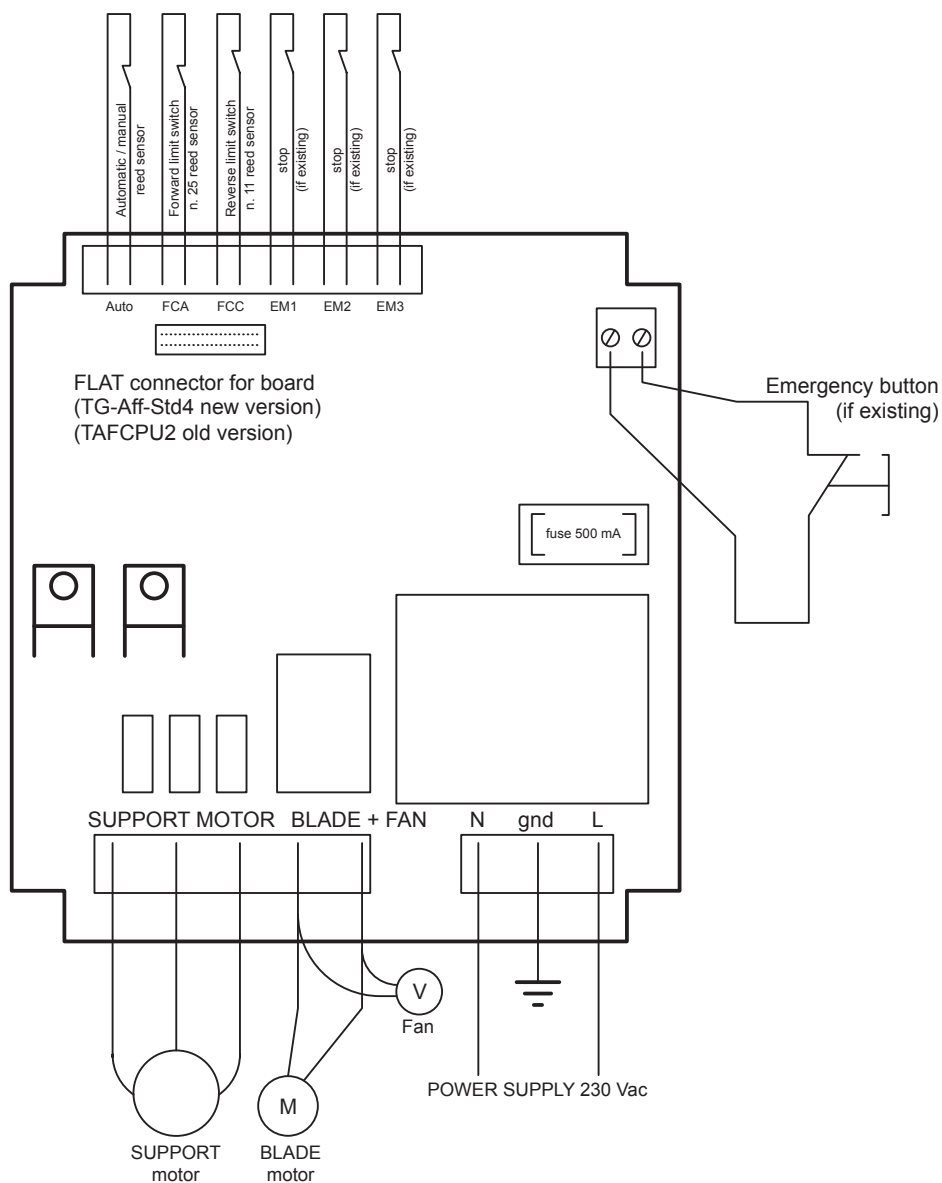 Automatic / manual
reed sensor
Forward limit switch
n. 25 reed sensor
Reverse limit switch
n. 11 reed sensor
stop
(if existing)
stop
(if existing)
stop
(if existing)
Auto FCA FCC EM1 EM2 EM3
FLAT connector for board
(TG-Aff-Std4 new version)
(TAFCPU2 old version)
Emergency button
(if existing)
fuse 500 mA
SUPPORT MOTOR BLADE + FAN N gnd L
V
Fan
POWER SUPPLY 230 Vac
M
SUPPORT
motor
BLADE
motor